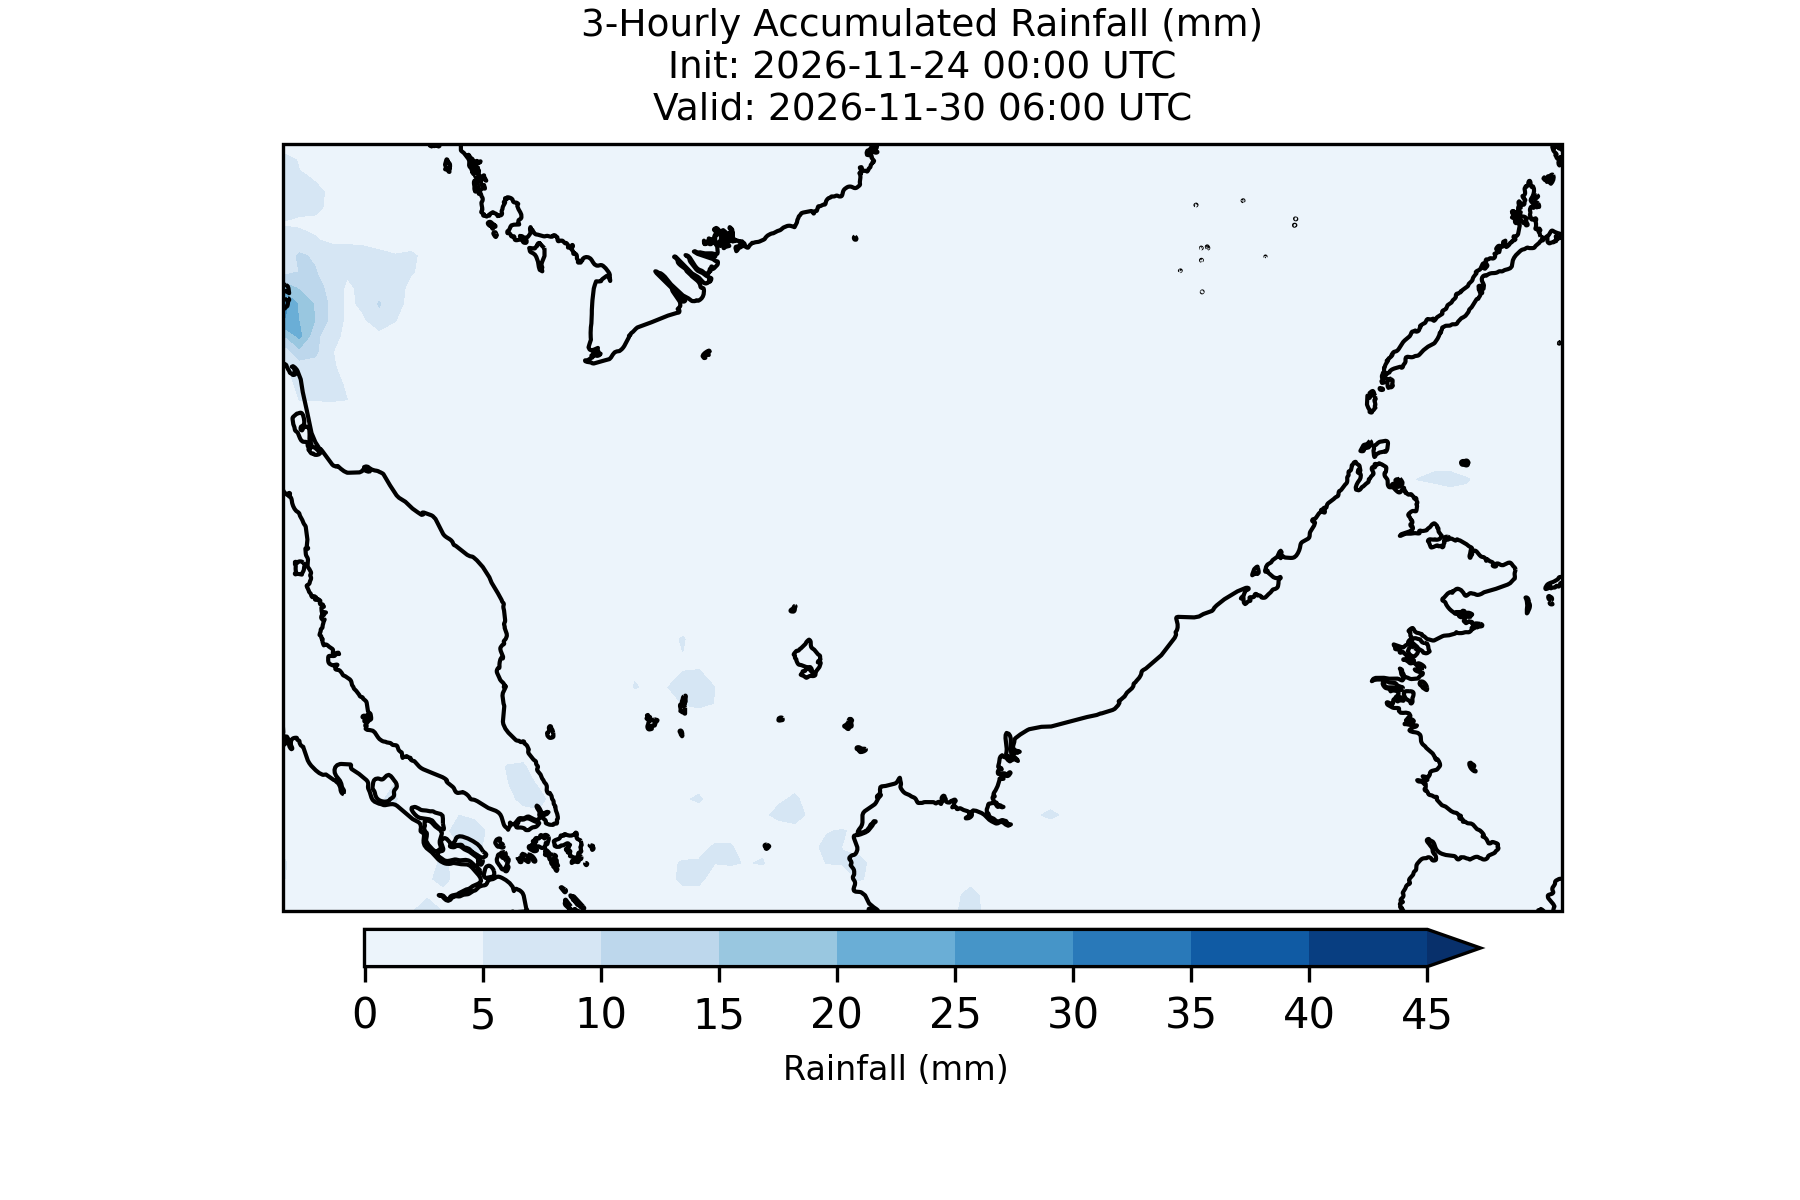 3-Hourly Accumulated Rainfall (mm)
Init: 2026-11-24 00:00 UTC
Valid: 2026-11-30 06:00 UTC
0 5 10 15 20 25 30 35 40 45
Rainfall (mm)